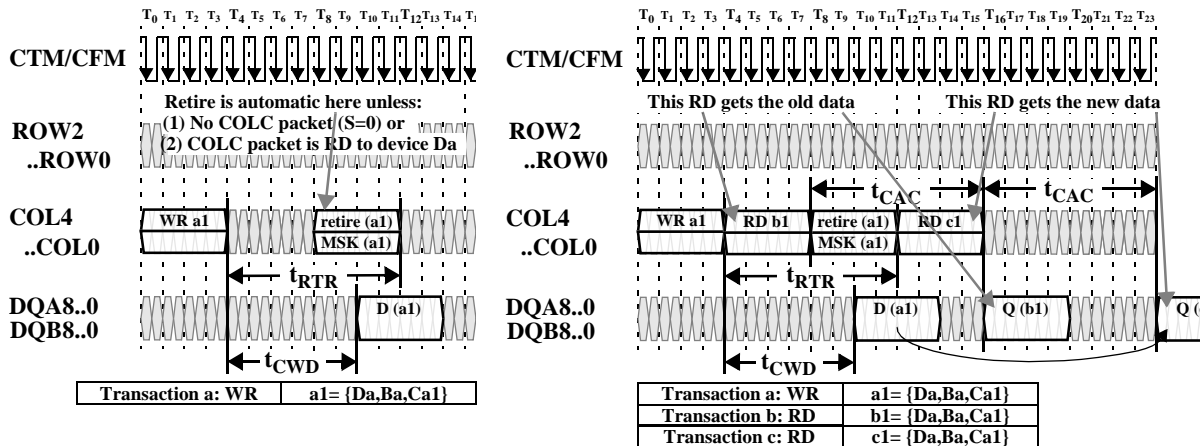 T0 T1 T2 T3 T4 T5 T6 T7 T8 T9 T10 T11 T12 T13 T14 T1
CTM/CFM
Retire is automatic here unless:
(1) No COLC packet (S=0) or
(2) COLC packet is RD to device Da
ROW2
..ROW0
COL4
..COL0
WR a1
retire (a1)
MSK (a1)
tRTR
DQA8..0
DQB8..0
D (a1)
tCWD
Transaction a: WR a1= {Da,Ba,Ca1}
T0 T1 T2 T3 T4 T5 T6 T7 T8 T9 T10 T11 T12 T13 T14 T15 T16 T17 T18 T19 T20 T21 T22 T23
CTM/CFM
This RD gets the old data This RD gets the new data
ROW2
..ROW0
tCAC tCAC
COL4
..COL0
WR a1 RD b1 retire (a1) RD c1
MSK (a1)
tRTR
DQA8..0
DQB8..0
D (a1) Q (b1) Q (
tCWD
Transaction a: WR a1= {Da,Ba,Ca1}
Transaction b: RD b1= {Da,Ba,Ca1}
Transaction c: RD c1= {Da,Ba,Ca1}